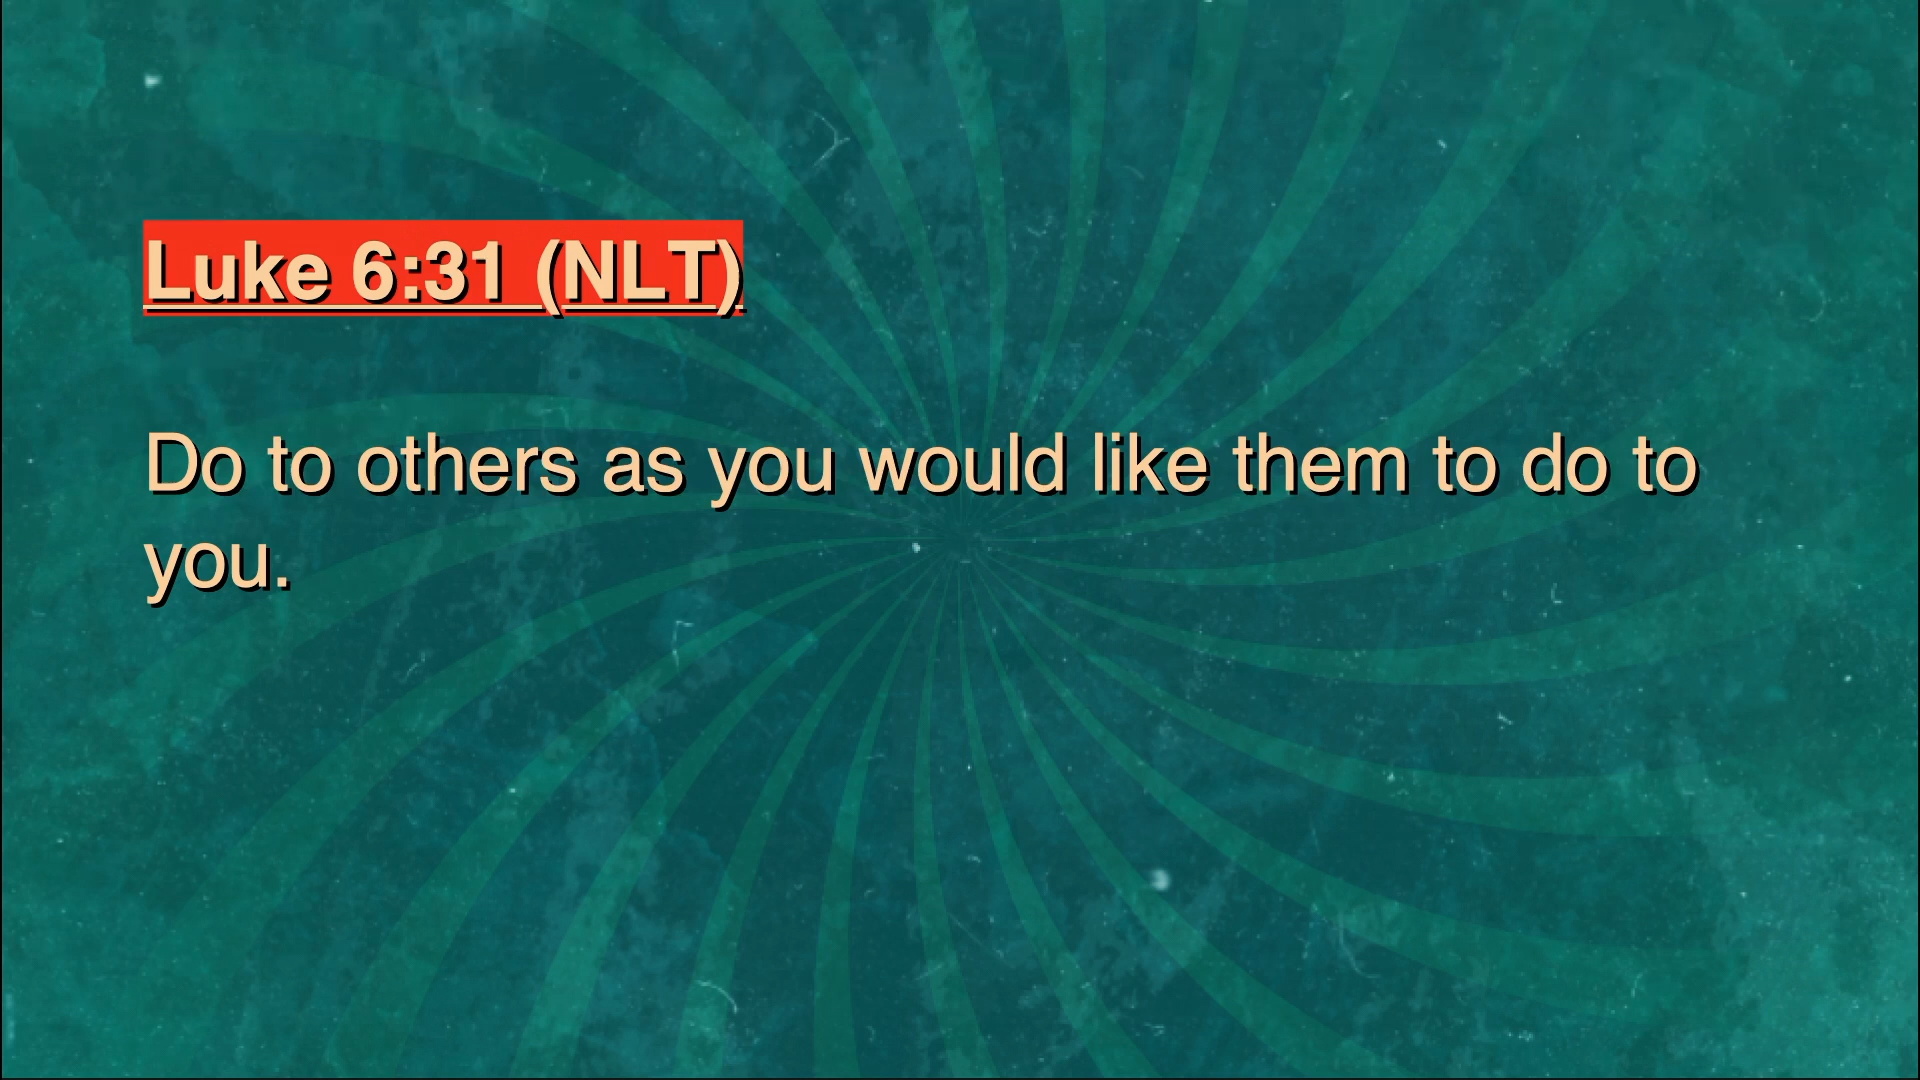 Luke 6:31 (NLT)
Do to others as you would like them to do to
you.